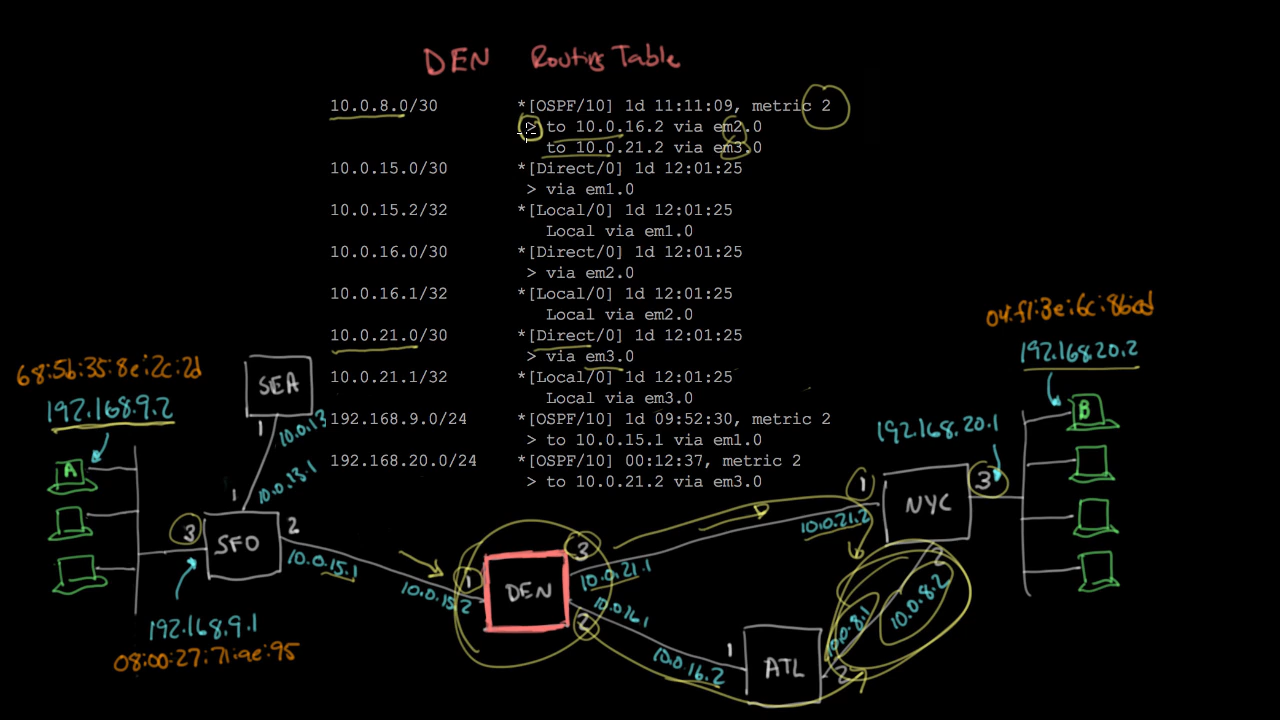 DEN Routing Table
10.0.8.0/30 *[OSPF/10] 1d 11:11:09, metric 2
> to 10.0.16.2 via em2.0
to 10.0.21.2 via em3.0
10.0.15.0/30 *[Direct/0] 1d 12:01:25
> via em1.0
10.0.15.2/32 *[Local/0] 1d 12:01:25
Local via em1.0
10.0.16.0/30 *[Direct/0] 1d 12:01:25
> via em2.0
10.0.16.1/32 *[Local/0] 1d 12:01:25
Local via em2.0
10.0.21.0/30 *[Direct/0] 1d 12:01:25
> via em3.0
10.0.21.1/32 *[Local/0] 1d 12:01:25
Local via em3.0
192.168.9.0/24 *[OSPF/10] 1d 09:52:30, metric 2
> to 10.0.15.1 via em1.0
192.168.20.0/24 *[OSPF/10] 00:12:37, metric 2
> to 10.0.21.2 via em3.0
68:5b:35:8e:2c:2d
192.168.9.2
A
SEA
1
10.0.13
10.0.13.1
1
3
SFO
2
10.0.15.1
192.168.9.1
08:00:27:71:9e:95
10.0.15.2
1
DEN
3
10.0.21.1
10.0.16.1
2
10.0.16.2
1
ATL
2
10.0.8.1
10.0.8.2
2
10.0.21.2
1
NYC
3
192.168.20.1
192.168.20.2
B